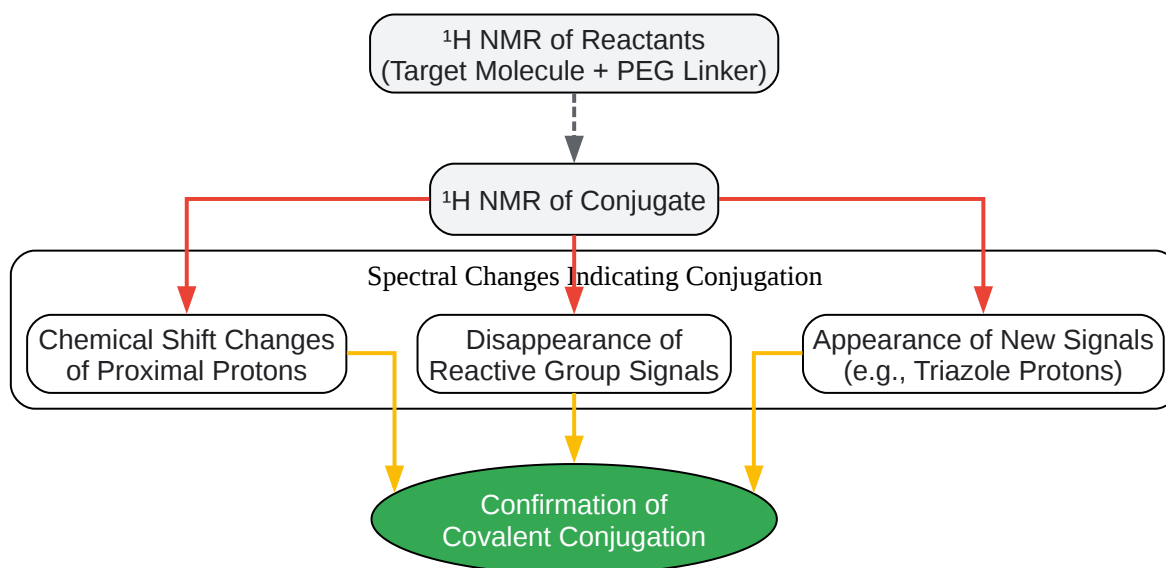 ¹H NMR of Reactants
(Target Molecule + PEG Linker)
¹H NMR of Conjugate
Spectral Changes Indicating Conjugation
Chemical Shift Changes
of Proximal Protons
Disappearance of
Reactive Group Signals
Appearance of New Signals
(e.g., Triazole Protons)
Confirmation of
Covalent Conjugation